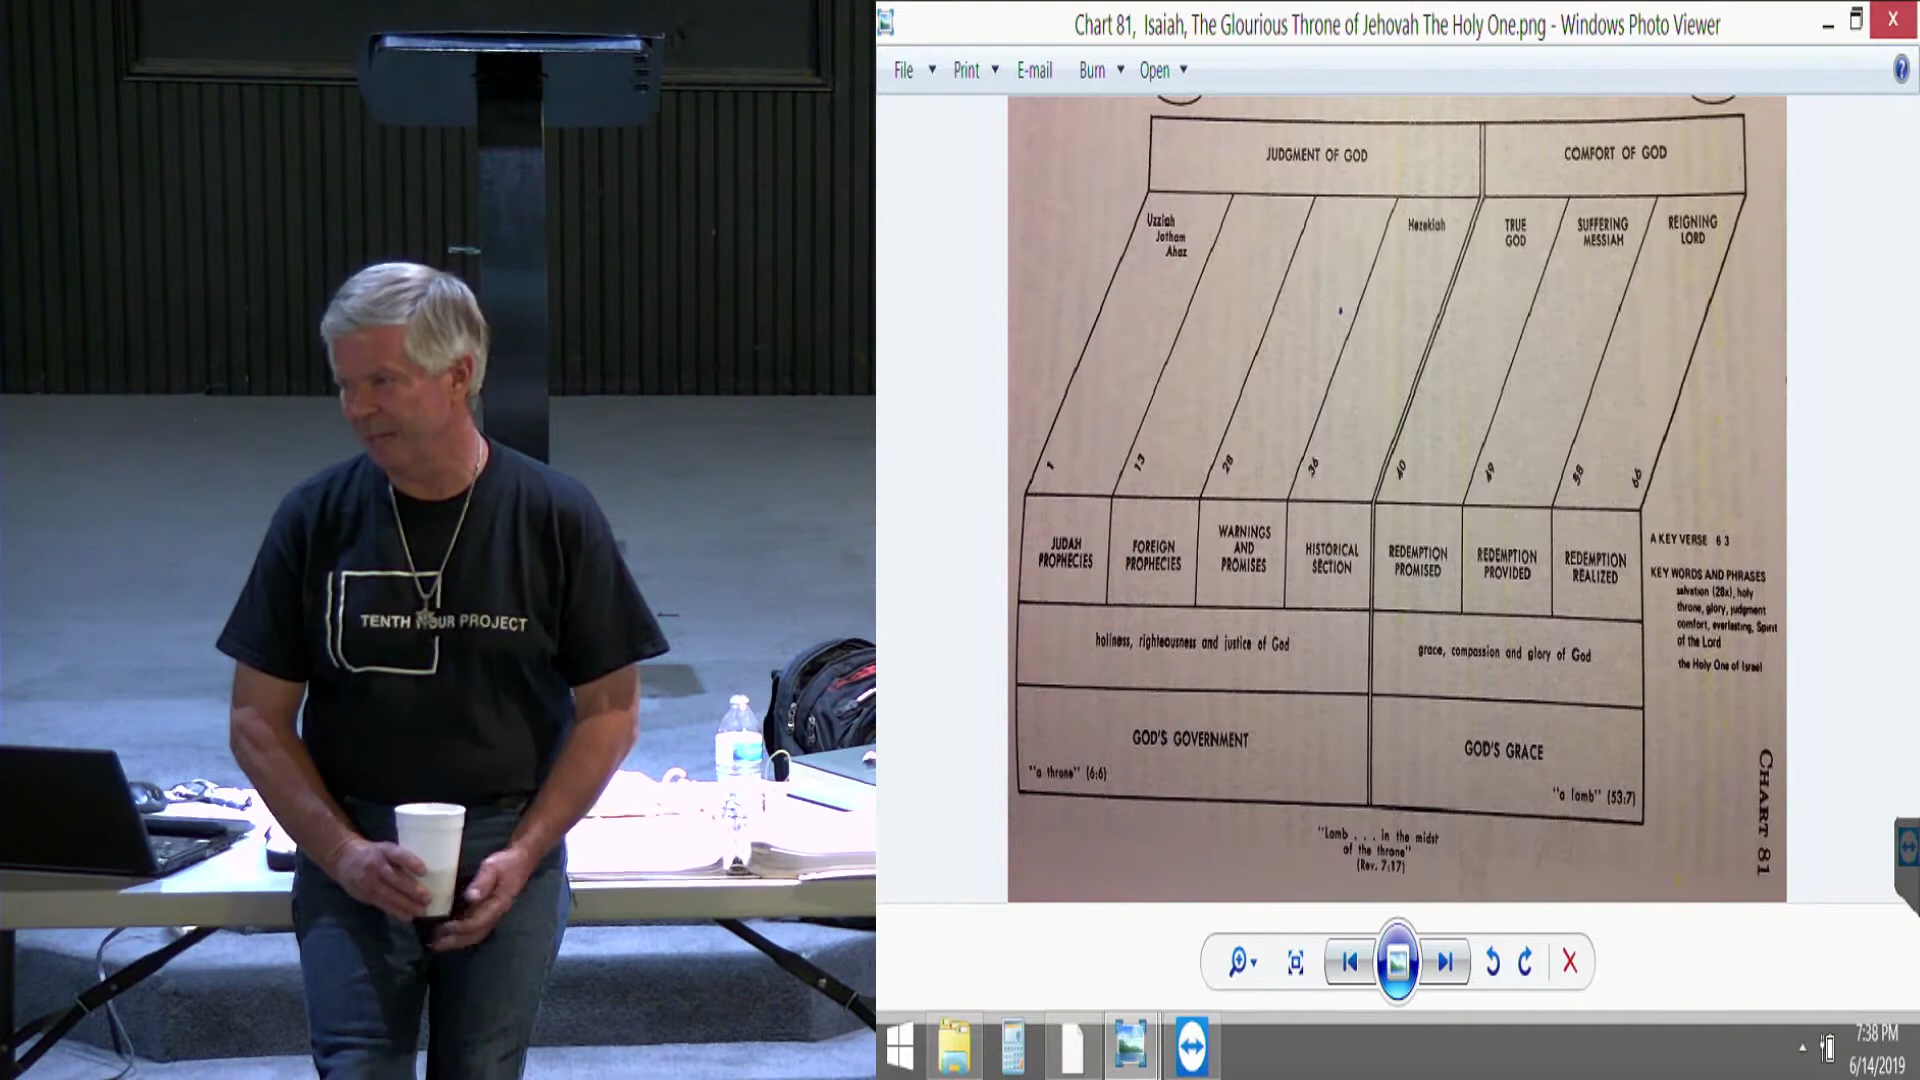 TENTH HOUR PROJECT
Chart 81, Isaiah, The Glourious Throne of Jehovah The Holy One.png - Windows Photo Viewer
File Print E-mail Burn Open
JUDGMENT OF GOD
COMFORT OF GOD
Uzziah
Jotham
Ahaz
Hezekiah
TRUE
GOD
SUFFERING
MESSIAH
REIGNING
LORD
1 13 28 36 40 49 58 66
JUDAH
PROPHECIES
FOREIGN
PROPHECIES
WARNINGS
AND
PROMISES
HISTORICAL
SECTION
REDEMPTION
PROMISED
REDEMPTION
PROVIDED
REDEMPTION
REALIZED
A KEY VERSE 6 3
KEY WORDS AND PHRASES
salvation (28x), holy
throne, glory, judgment
comfort, everlasting, Spirit
of the Lord
the Holy One of Israel
holiness, righteousness and justice of God
grace, compassion and glory of God
GOD'S GOVERNMENT
GOD'S GRACE
"a throne" (6:6)
"a lamb" (53:7)
"Lamb . . . in the midst
of the throne"
(Rev. 7:17)
CHART 81
7:38 PM
6/14/2019